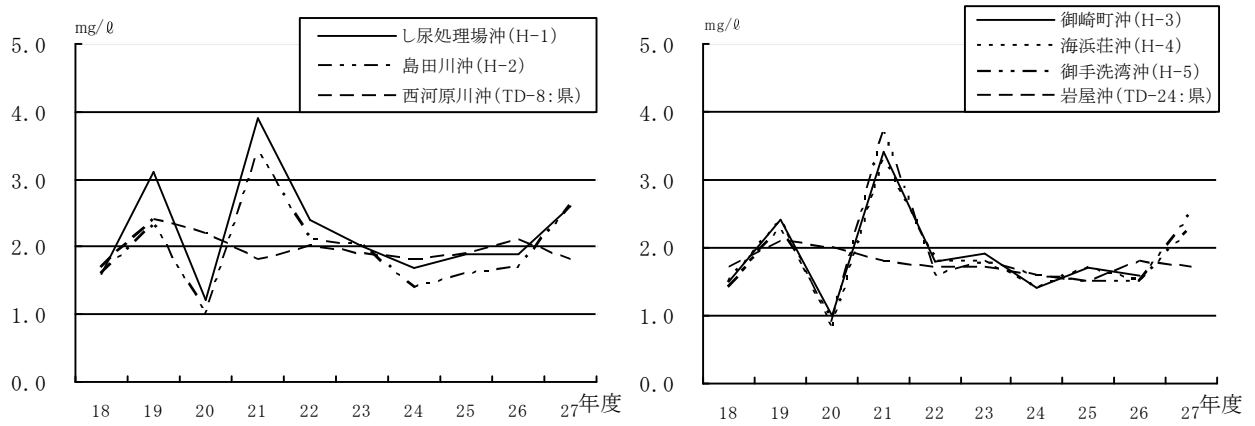 mg/ℓ
5.0
4.0
3.0
2.0
1.0
0.0
し尿処理場沖(H-1)
島田川沖(H-2)
西河原川沖(TD-8:県)
18 19 20 21 22 23 24 25 26 27 年度
mg/ℓ
5.0
4.0
3.0
2.0
1.0
0.0
御崎町沖(H-3)
海浜荘沖(H-4)
御手洗湾沖(H-5)
岩屋沖(TD-24:県)
18 19 20 21 22 23 24 25 26 27 年度